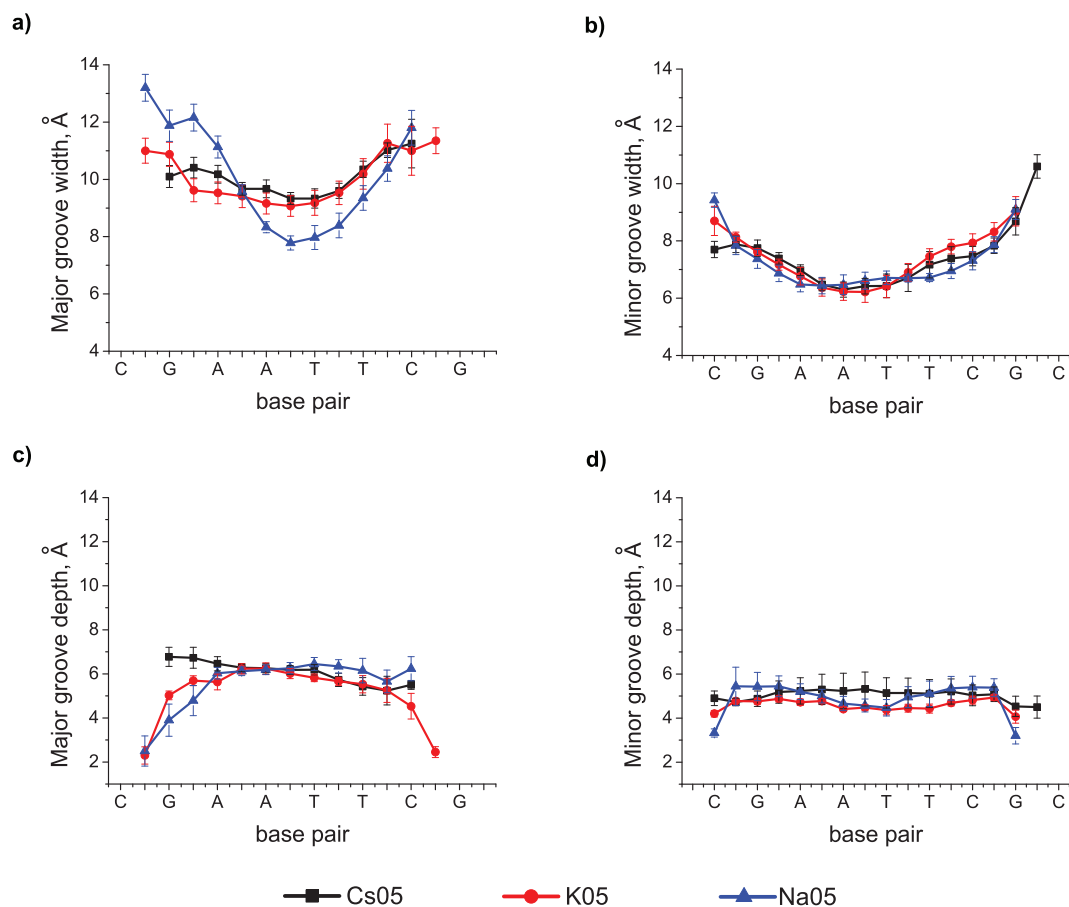 a)
Major groove width, Å
14
12
10
8
6
4
C G A A T T C G
base pair
b)
Minor groove width, Å
14
12
10
8
6
4
C G A A T T C G C
base pair
c)
Major groove depth, Å
14
12
10
8
6
4
2
C G A A T T C G
base pair
d)
Minor groove depth, Å
14
12
10
8
6
4
2
C G A A T T C G C
base pair
Cs05 K05 Na05